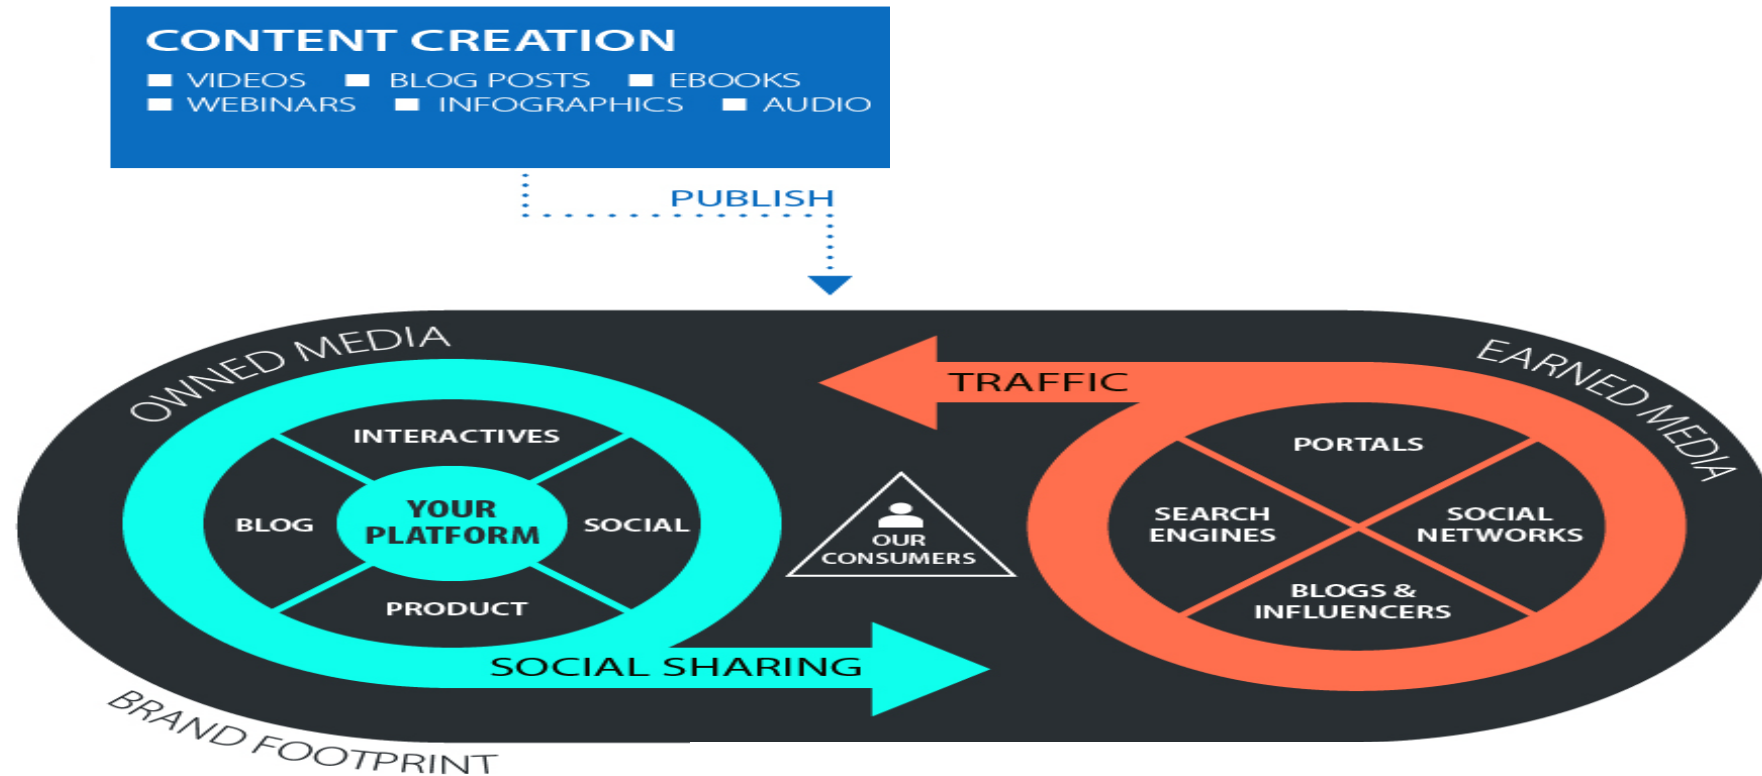 CONTENT CREATION
VIDEOS BLOG POSTS EBOOKS
WEBINARS INFOGRAPHICS AUDIO
PUBLISH
OWNED MEDIA
EARNED MEDIA
TRAFFIC
INTERACTIVES
BLOG
YOUR
PLATFORM
SOCIAL
PRODUCT
OUR
CONSUMERS
PORTALS
SEARCH
ENGINES
SOCIAL
NETWORKS
BLOGS &
INFLUENCERS
SOCIAL SHARING
BRAND FOOTPRINT